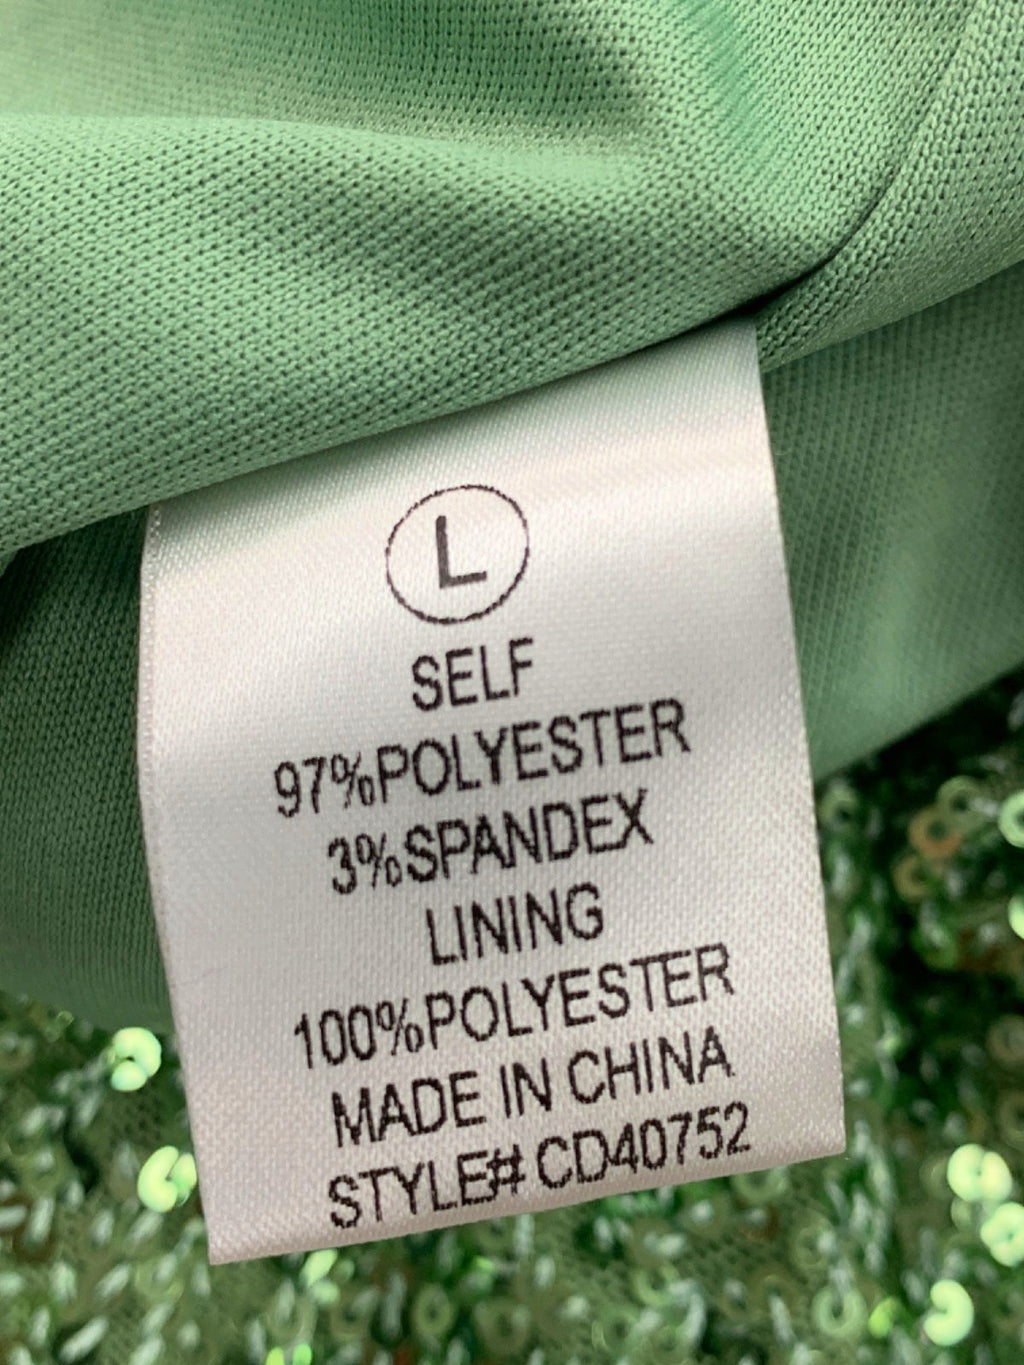 L
SELF
97%POLYESTER
3%SPANDEX
LINING
100%POLYESTER
MADE IN CHINA
STYLE# CD40752